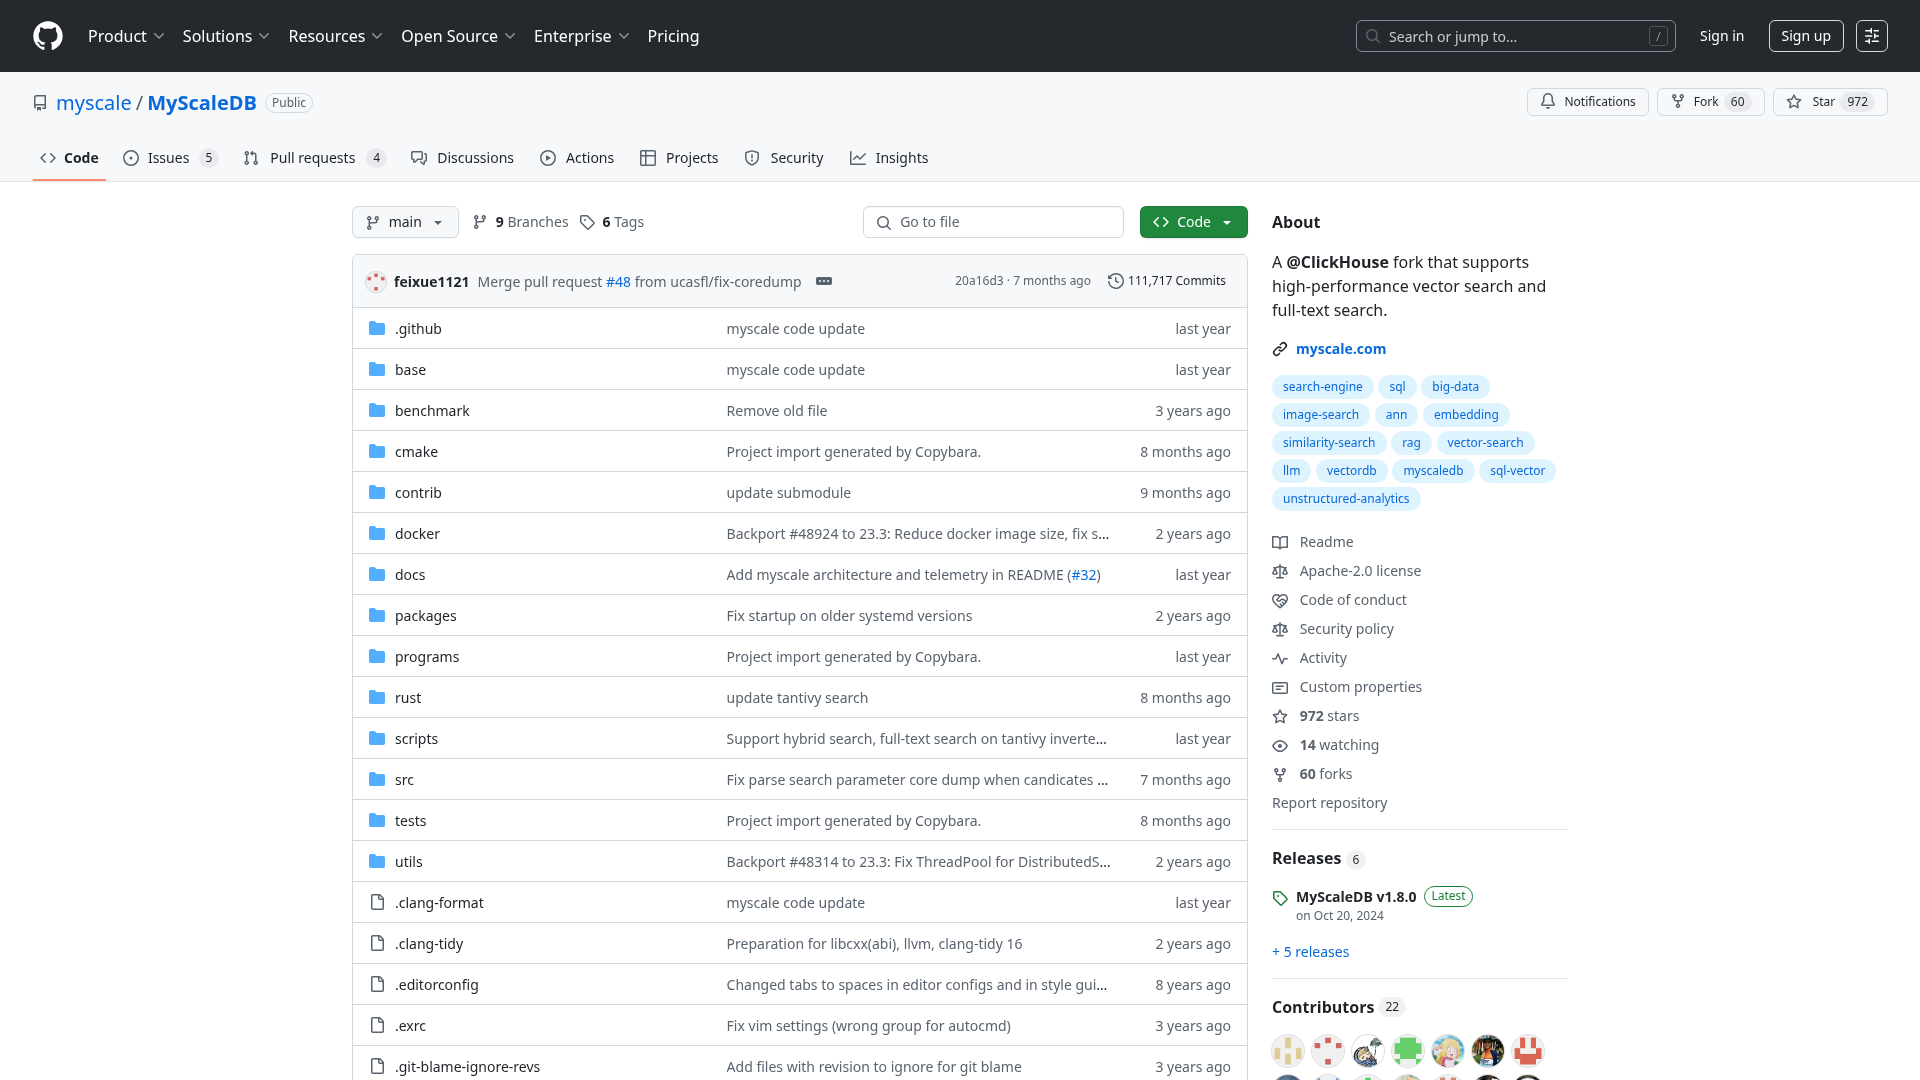 Product
Solutions
Resources
Open Source
Enterprise
Pricing
Search or jump to...
/
Sign in
Sign up
myscale / MyScaleDB Public
Notifications
Fork 60
Star 972
Code
Issues 5
Pull requests 4
Discussions
Actions
Projects
Security
Insights
main
9 Branches
6 Tags
Go to file
Code
feixue1121 Merge pull request #48 from ucasfl/fix-coredump
20a16d3 · 7 months ago
111,717 Commits
.github myscale code update last year
base myscale code update last year
benchmark Remove old file 3 years ago
cmake Project import generated by Copybara. 8 months ago
contrib update submodule 9 months ago
docker Backport #48924 to 23.3: Reduce docker image size, fix s... 2 years ago
docs Add myscale architecture and telemetry in README (#32) last year
packages Fix startup on older systemd versions 2 years ago
programs Project import generated by Copybara. last year
rust update tantivy search 8 months ago
scripts Support hybrid search, full-text search on tantivy inverte... last year
src Fix parse search parameter core dump when candidates ... 7 months ago
tests Project import generated by Copybara. 8 months ago
utils Backport #48314 to 23.3: Fix ThreadPool for DistributedS... 2 years ago
.clang-format myscale code update last year
.clang-tidy Preparation for libcxx(abi), llvm, clang-tidy 16 2 years ago
.editorconfig Changed tabs to spaces in editor configs and in style gui... 8 years ago
.exrc Fix vim settings (wrong group for autocmd) 3 years ago
.git-blame-ignore-revs Add files with revision to ignore for git blame 3 years ago
About
A @ClickHouse fork that supports
high-performance vector search and
full-text search.
myscale.com
search-engine sql big-data
image-search ann embedding
similarity-search rag vector-search
llm vectordb myscaledb sql-vector
unstructured-analytics
Readme
Apache-2.0 license
Code of conduct
Security policy
Activity
Custom properties
972 stars
14 watching
60 forks
Report repository
Releases 6
MyScaleDB v1.8.0 Latest
on Oct 20, 2024
+ 5 releases
Contributors 22